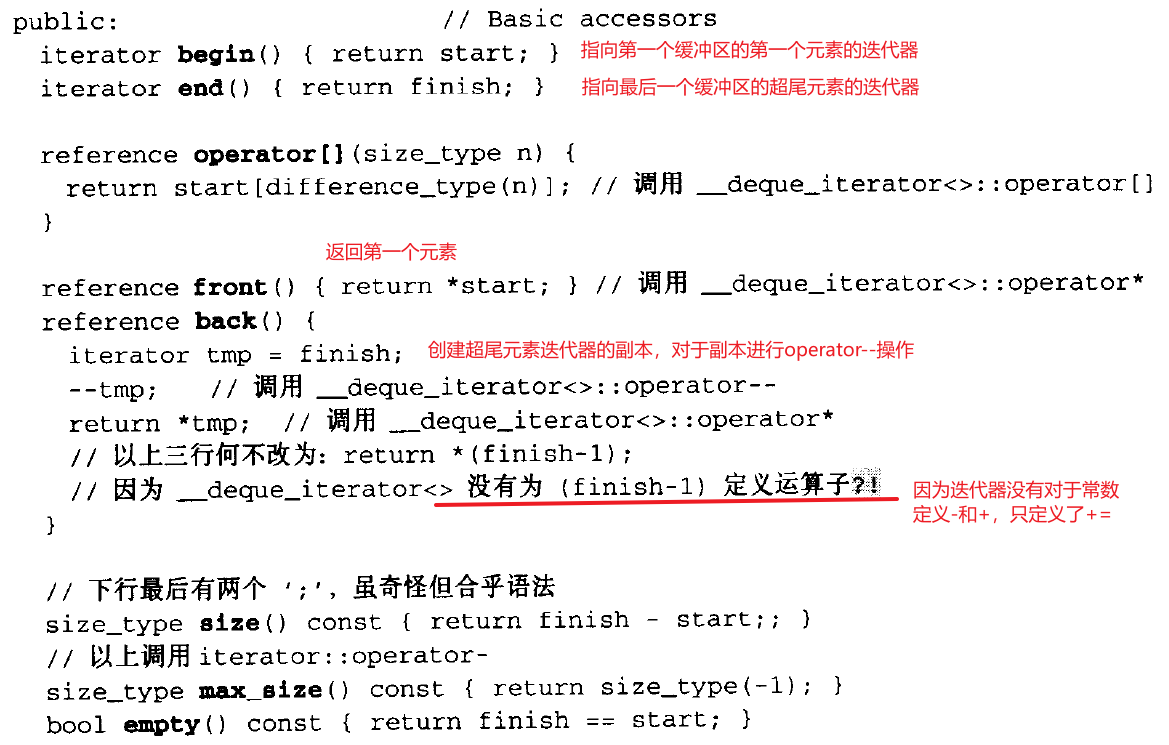 public: // Basic accessors
iterator begin() { return start; } 指向第一个缓冲区的第一个元素的迭代器
iterator end() { return finish; } 指向最后一个缓冲区的超尾元素的迭代器
reference operator[](size_type n) {
return start[difference_type(n)]; // 调用 __deque_iterator<>::operator[]
}
返回第一个元素
reference front() { return *start; } // 调用 __deque_iterator<>::operator*
reference back() {
iterator tmp = finish; 创建超尾元素迭代器的副本，对于副本进行operator--操作
--tmp; // 调用 __deque_iterator<>::operator--
return *tmp; // 调用 __deque_iterator<>::operator*
// 以上三行何不改为：return *(finish-1);
// 因为 __deque_iterator<> 没有为 (finish-1) 定义运算子?!
因为迭代器没有对于常数
定义-和+，只定义了+=
}
// 下行最后有两个 ';'，虽奇怪但合乎语法
size_type size() const { return finish - start;; }
// 以上调用 iterator::operator-
size_type max_size() const { return size_type(-1); }
bool empty() const { return finish == start; }